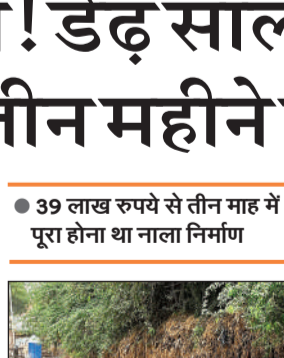 ! डेढ़ साल
तीन महीने
39 लाख रुपये से तीन माह में
पूरा होना था नाला निर्माण